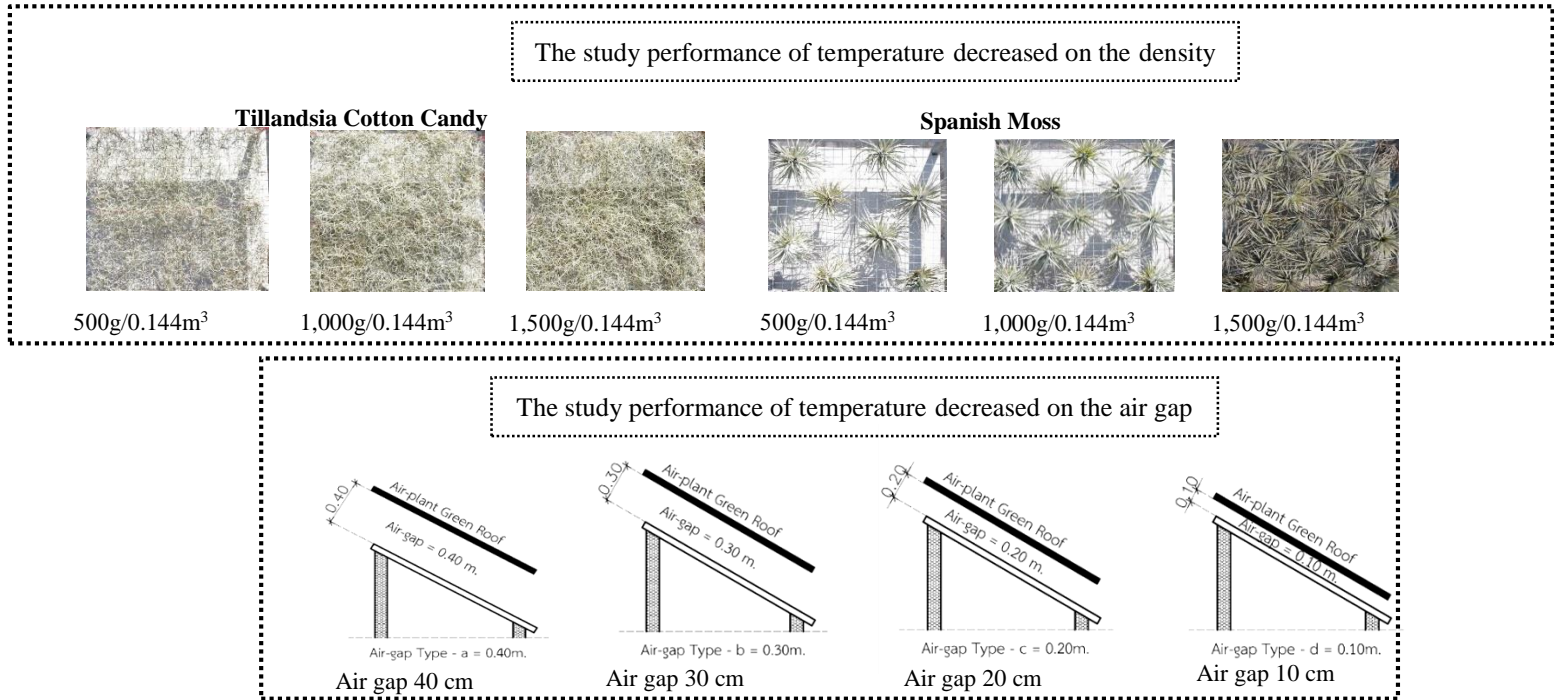 The study performance of temperature decreased on the density
Tillandsia Cotton Candy
Spanish Moss
500g/0.144m³
1,000g/0.144m³
1,500g/0.144m³
500g/0.144m³
1,000g/0.144m³
1,500g/0.144m³
The study performance of temperature decreased on the air gap
0.40
Air-plant Green Roof
Air-gap = 0.40 m.
Air-gap Type - a = 0.40m.
Air gap 40 cm
0.30
Air-plant Green Roof
Air-gap = 0.30 m.
Air-gap Type - b = 0.30m.
Air gap 30 cm
0.20
Air-plant Green Roof
Air-gap = 0.20 m.
Air-gap Type - c = 0.20m.
Air gap 20 cm
0.10
Air-plant Green Roof
Air-gap = 0.10 m.
Air-gap Type - d = 0.10m.
Air gap 10 cm